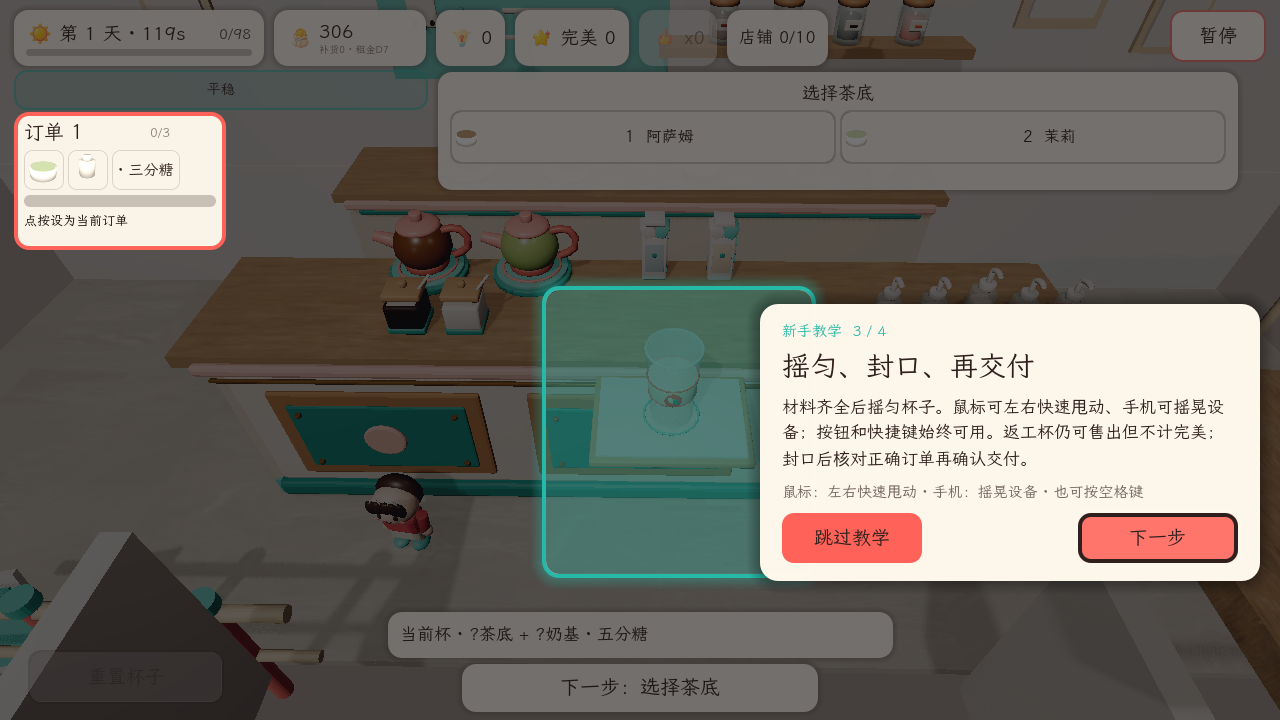 第 1 天·119s 0/98
306
补货0·租金D7
0
完美 0
x0
店铺 0/10
暂停
平稳
选择茶底
1 阿萨姆
2 茉莉
订单 1 0/3
·三分糖
点按设为当前订单
新手教学 3 / 4
摇匀、封口、再交付
材料齐全后摇匀杯子。鼠标可左右快速甩动、手机可摇晃设
备；按钮和快捷键始终可用。返工杯仍可售出但不计完美；
封口后核对正确订单再确认交付。
鼠标：左右快速甩动·手机：摇晃设备·也可按空格键
跳过教学
下一步
当前杯·?茶底 + ?奶基·五分糖
下一步：选择茶底
重置杯子